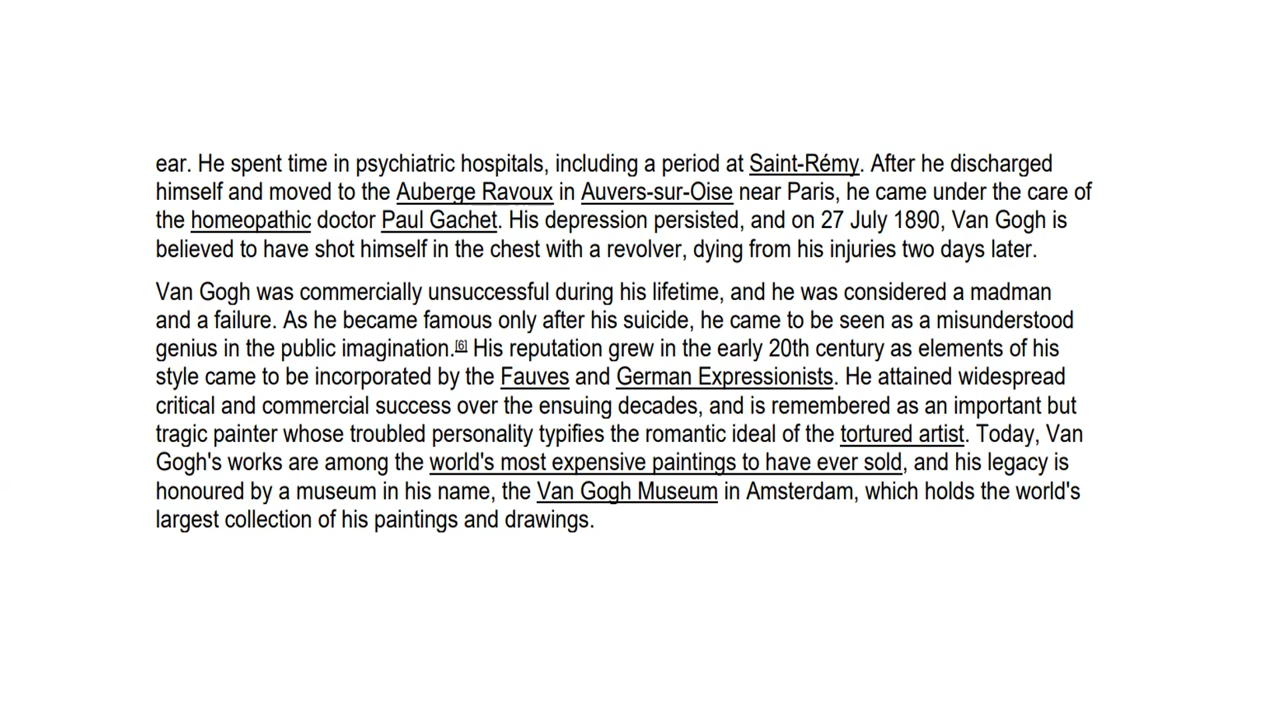 ear. He spent time in psychiatric hospitals, including a period at Saint-Rémy. After he discharged
himself and moved to the Auberge Ravoux in Auvers-sur-Oise near Paris, he came under the care of
the homeopathic doctor Paul Gachet. His depression persisted, and on 27 July 1890, Van Gogh is
believed to have shot himself in the chest with a revolver, dying from his injuries two days later.
Van Gogh was commercially unsuccessful during his lifetime, and he was considered a madman
and a failure. As he became famous only after his suicide, he came to be seen as a misunderstood
genius in the public imagination.[6] His reputation grew in the early 20th century as elements of his
style came to be incorporated by the Fauves and German Expressionists. He attained widespread
critical and commercial success over the ensuing decades, and is remembered as an important but
tragic painter whose troubled personality typifies the romantic ideal of the tortured artist. Today, Van
Gogh's works are among the world's most expensive paintings to have ever sold, and his legacy is
honoured by a museum in his name, the Van Gogh Museum in Amsterdam, which holds the world's
largest collection of his paintings and drawings.